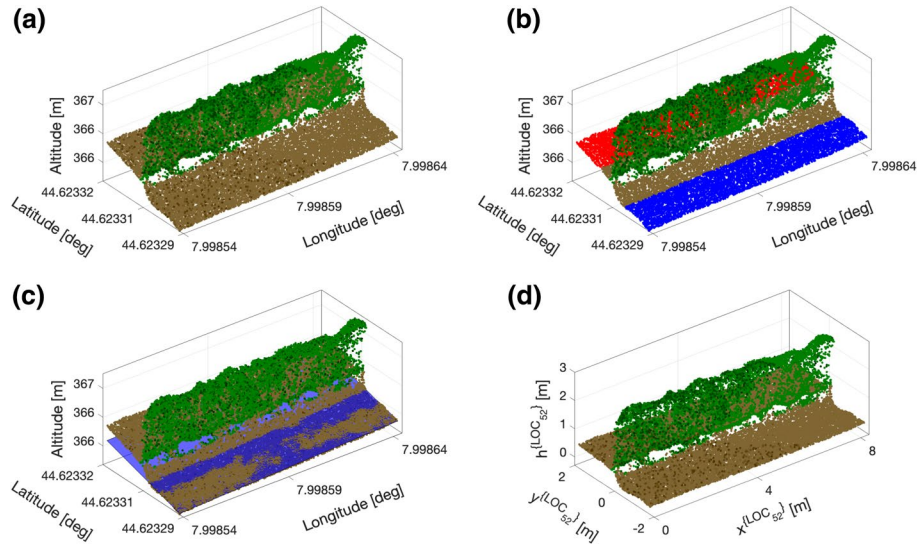 (a)
Altitude [m]
367
366
366
44.62332
44.62331
44.62329
Latitude [deg]
7.99854
7.99859
7.99864
Longitude [deg]
(b)
Altitude [m]
367
366
366
44.62332
44.62331
44.62329
Latitude [deg]
7.99854
7.99859
7.99864
Longitude [deg]
(c)
Altitude [m]
367
366
366
44.62332
44.62331
44.62329
Latitude [deg]
7.99854
7.99859
7.99864
Longitude [deg]
(d)
h^{LOC_52} [m]
3
2
1
0
2
0
-2
y^{LOC_52} [m]
0
4
8
x^{LOC_52} [m]